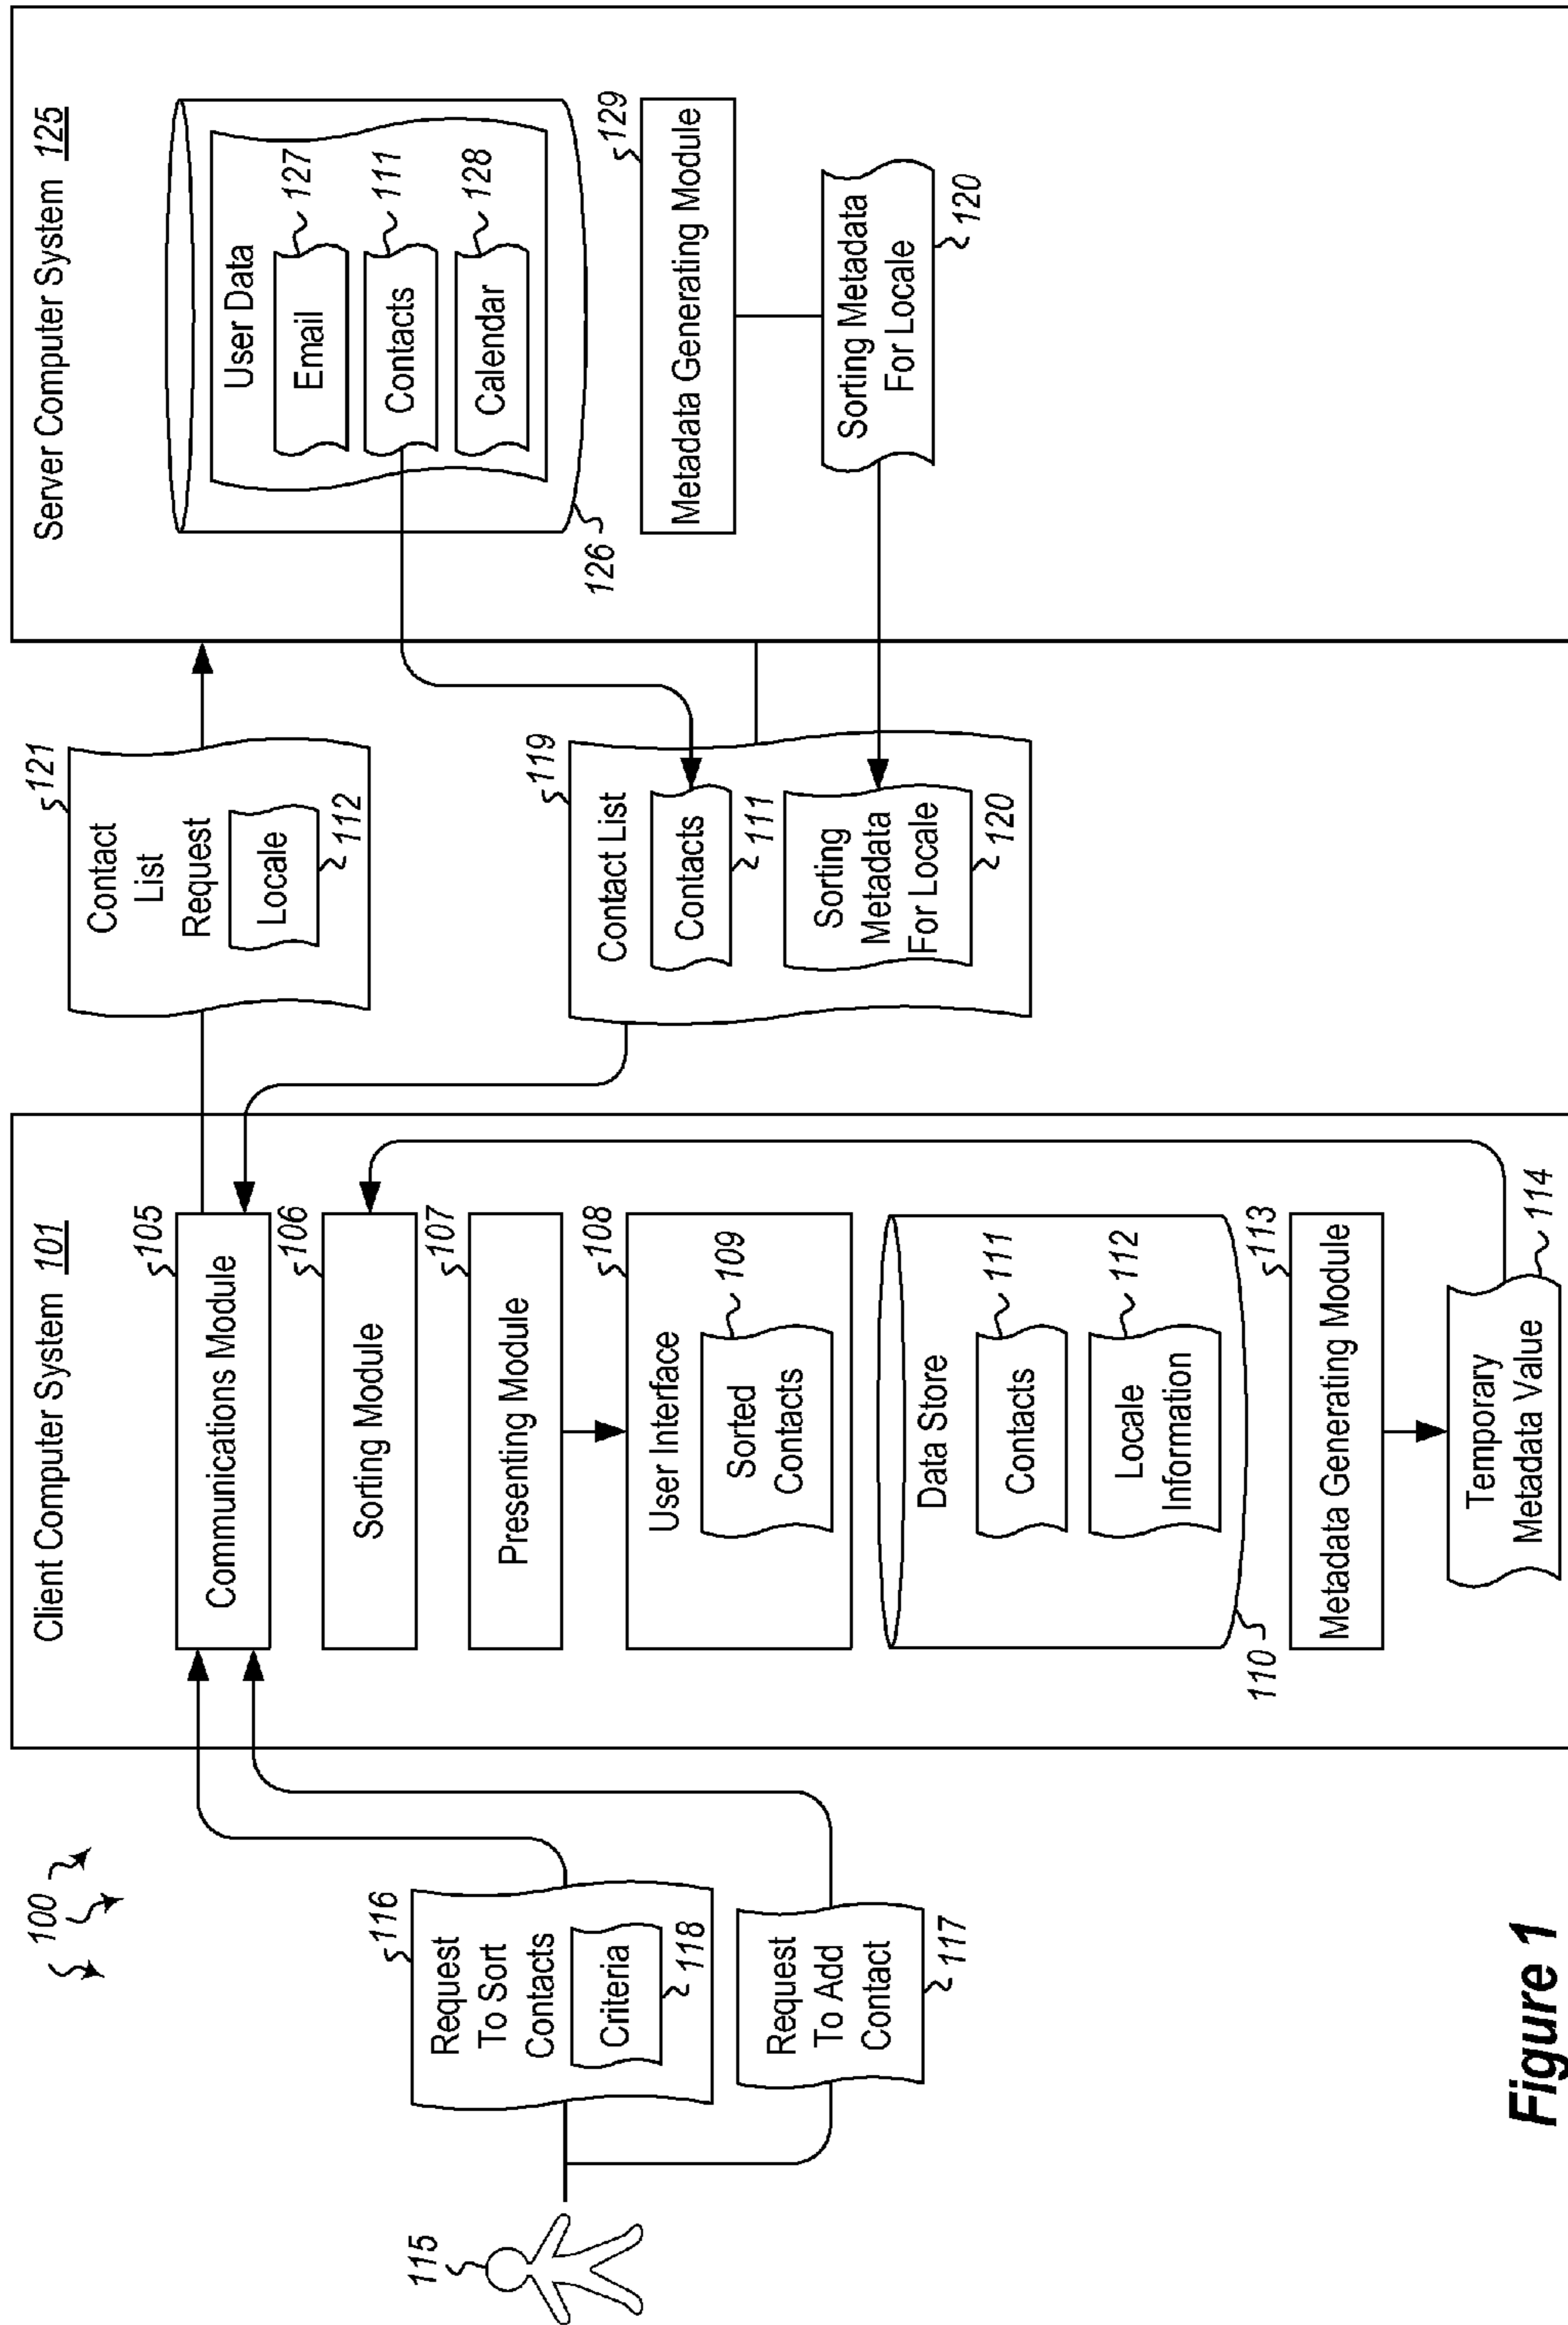 100
115
116
Request
To Sort
Contacts
Criteria
118
Request
To Add
Contact
117
Client Computer System 101
105
Communications Module
106
Sorting Module
107
Presenting Module
108
User Interface
109
Sorted
Contacts
Data Store
111
Contacts
112
Locale
Information
110
113
Metadata Generating Module
Temporary
Metadata Value
114
121
Contact
List
Request
Locale
112
119
Contact List
Contacts
111
Sorting
Metadata
For Locale
120
Server Computer System 125
User Data
127
Email
111
Contacts
128
Calendar
126
129
Metadata Generating Module
Sorting Metadata
For Locale
120
Figure 1